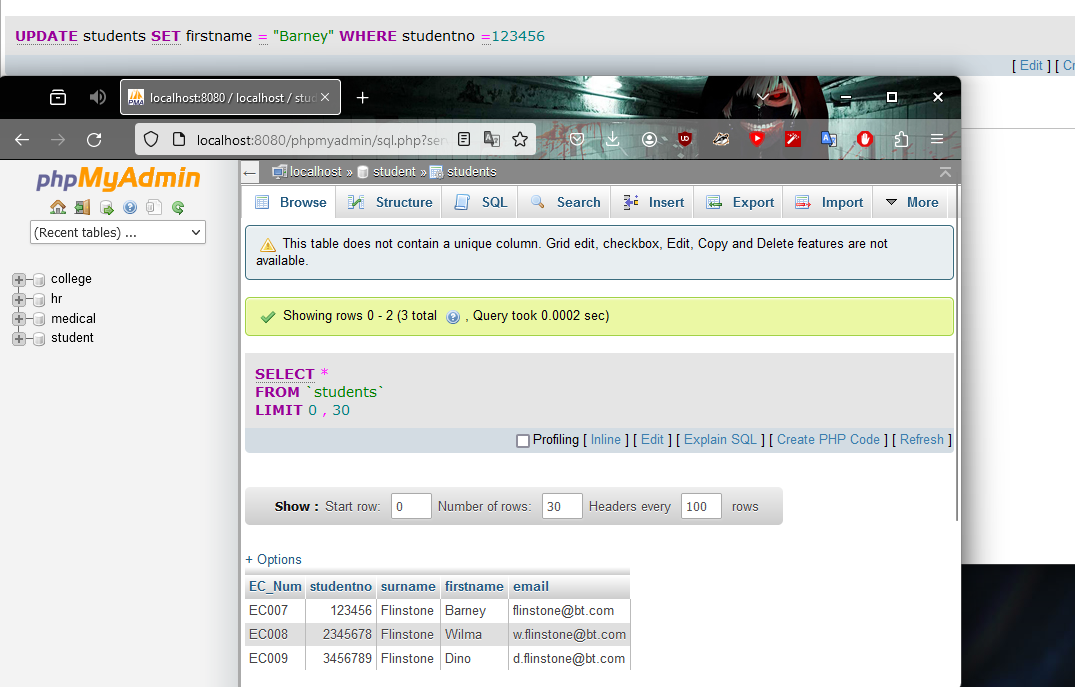 UPDATE students SET firstname = "Barney" WHERE studentno =123456
[ Edit ] [ Cr
localhost:8080 / localhost / stud
localhost:8080/phpmyadmin/sql.php?ser
phpMyAdmin
(Recent tables) ...
college
hr
medical
student
localhost » student » students
Browse Structure SQL Search Insert Export Import More
This table does not contain a unique column. Grid edit, checkbox, Edit, Copy and Delete features are not
available.
Showing rows 0 - 2 (3 total , Query took 0.0002 sec)
SELECT *
FROM `students`
LIMIT 0 , 30
Profiling [ Inline ] [ Edit ] [ Explain SQL ] [ Create PHP Code ] [ Refresh ]
Show : Start row: 0 Number of rows: 30 Headers every 100 rows
+ Options
EC_Num studentno surname firstname email
EC007 123456 Flinstone Barney flinstone@bt.com
EC008 2345678 Flinstone Wilma w.flinstone@bt.com
EC009 3456789 Flinstone Dino d.flinstone@bt.com